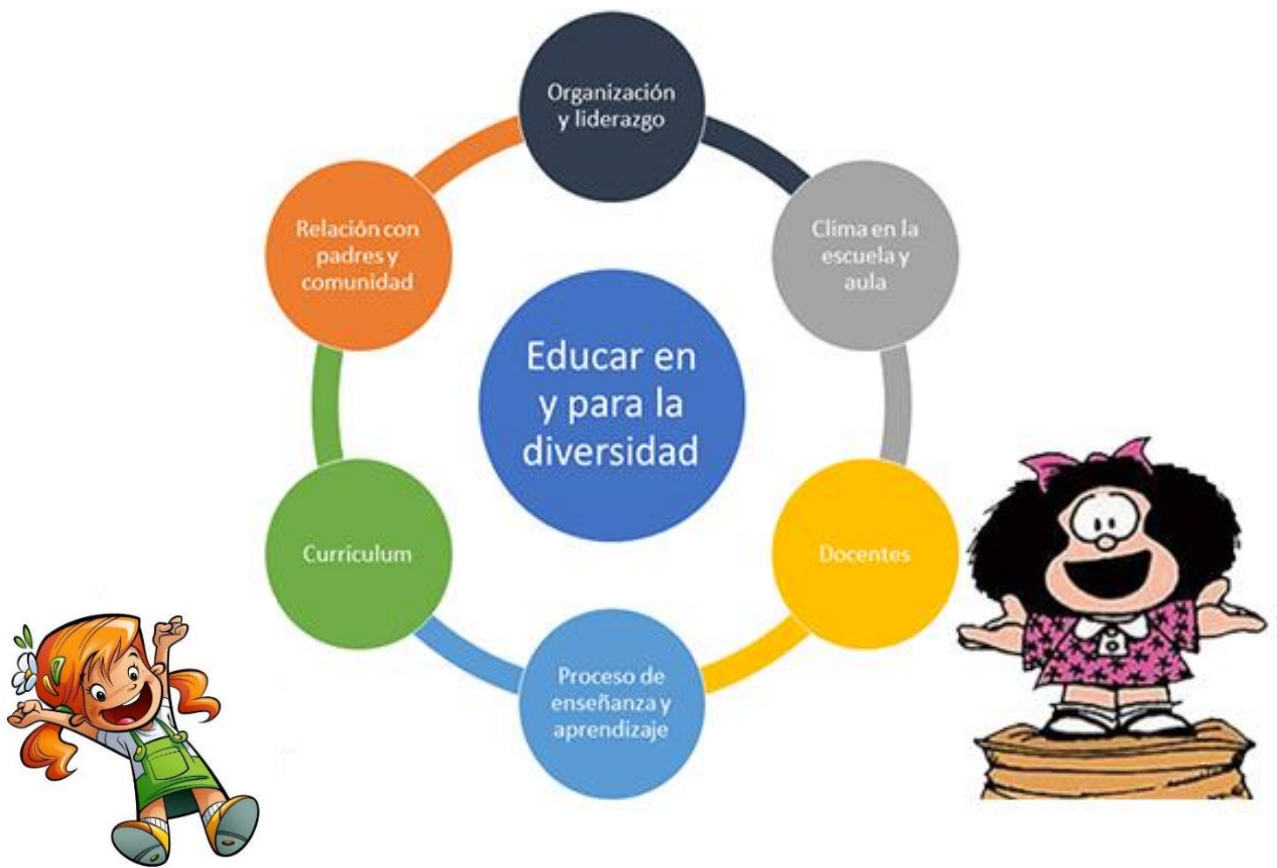 Organización
y liderazgo
Relación con
padres y
comunidad
Clima en la
escuela y
aula
Educar en
y para la
diversidad
Curriculum
Docentes
Proceso de
enseñanza y
aprendizaje